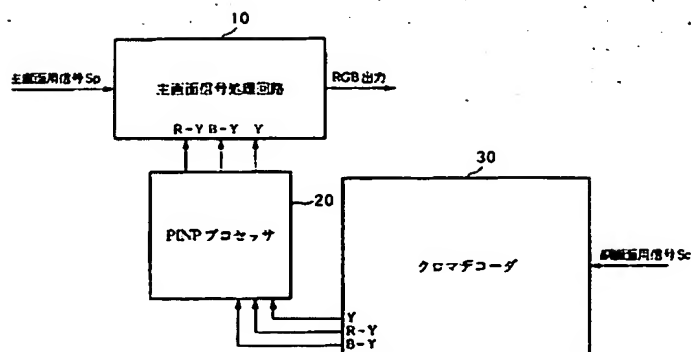 10
主画面用信号Sp
主画面信号処理回路
RGB出力
R-Y B-Y Y
30
20
PINPプロセッサ
クロマデコーダ
副画面用信号Sc
Y
R-Y
B-Y